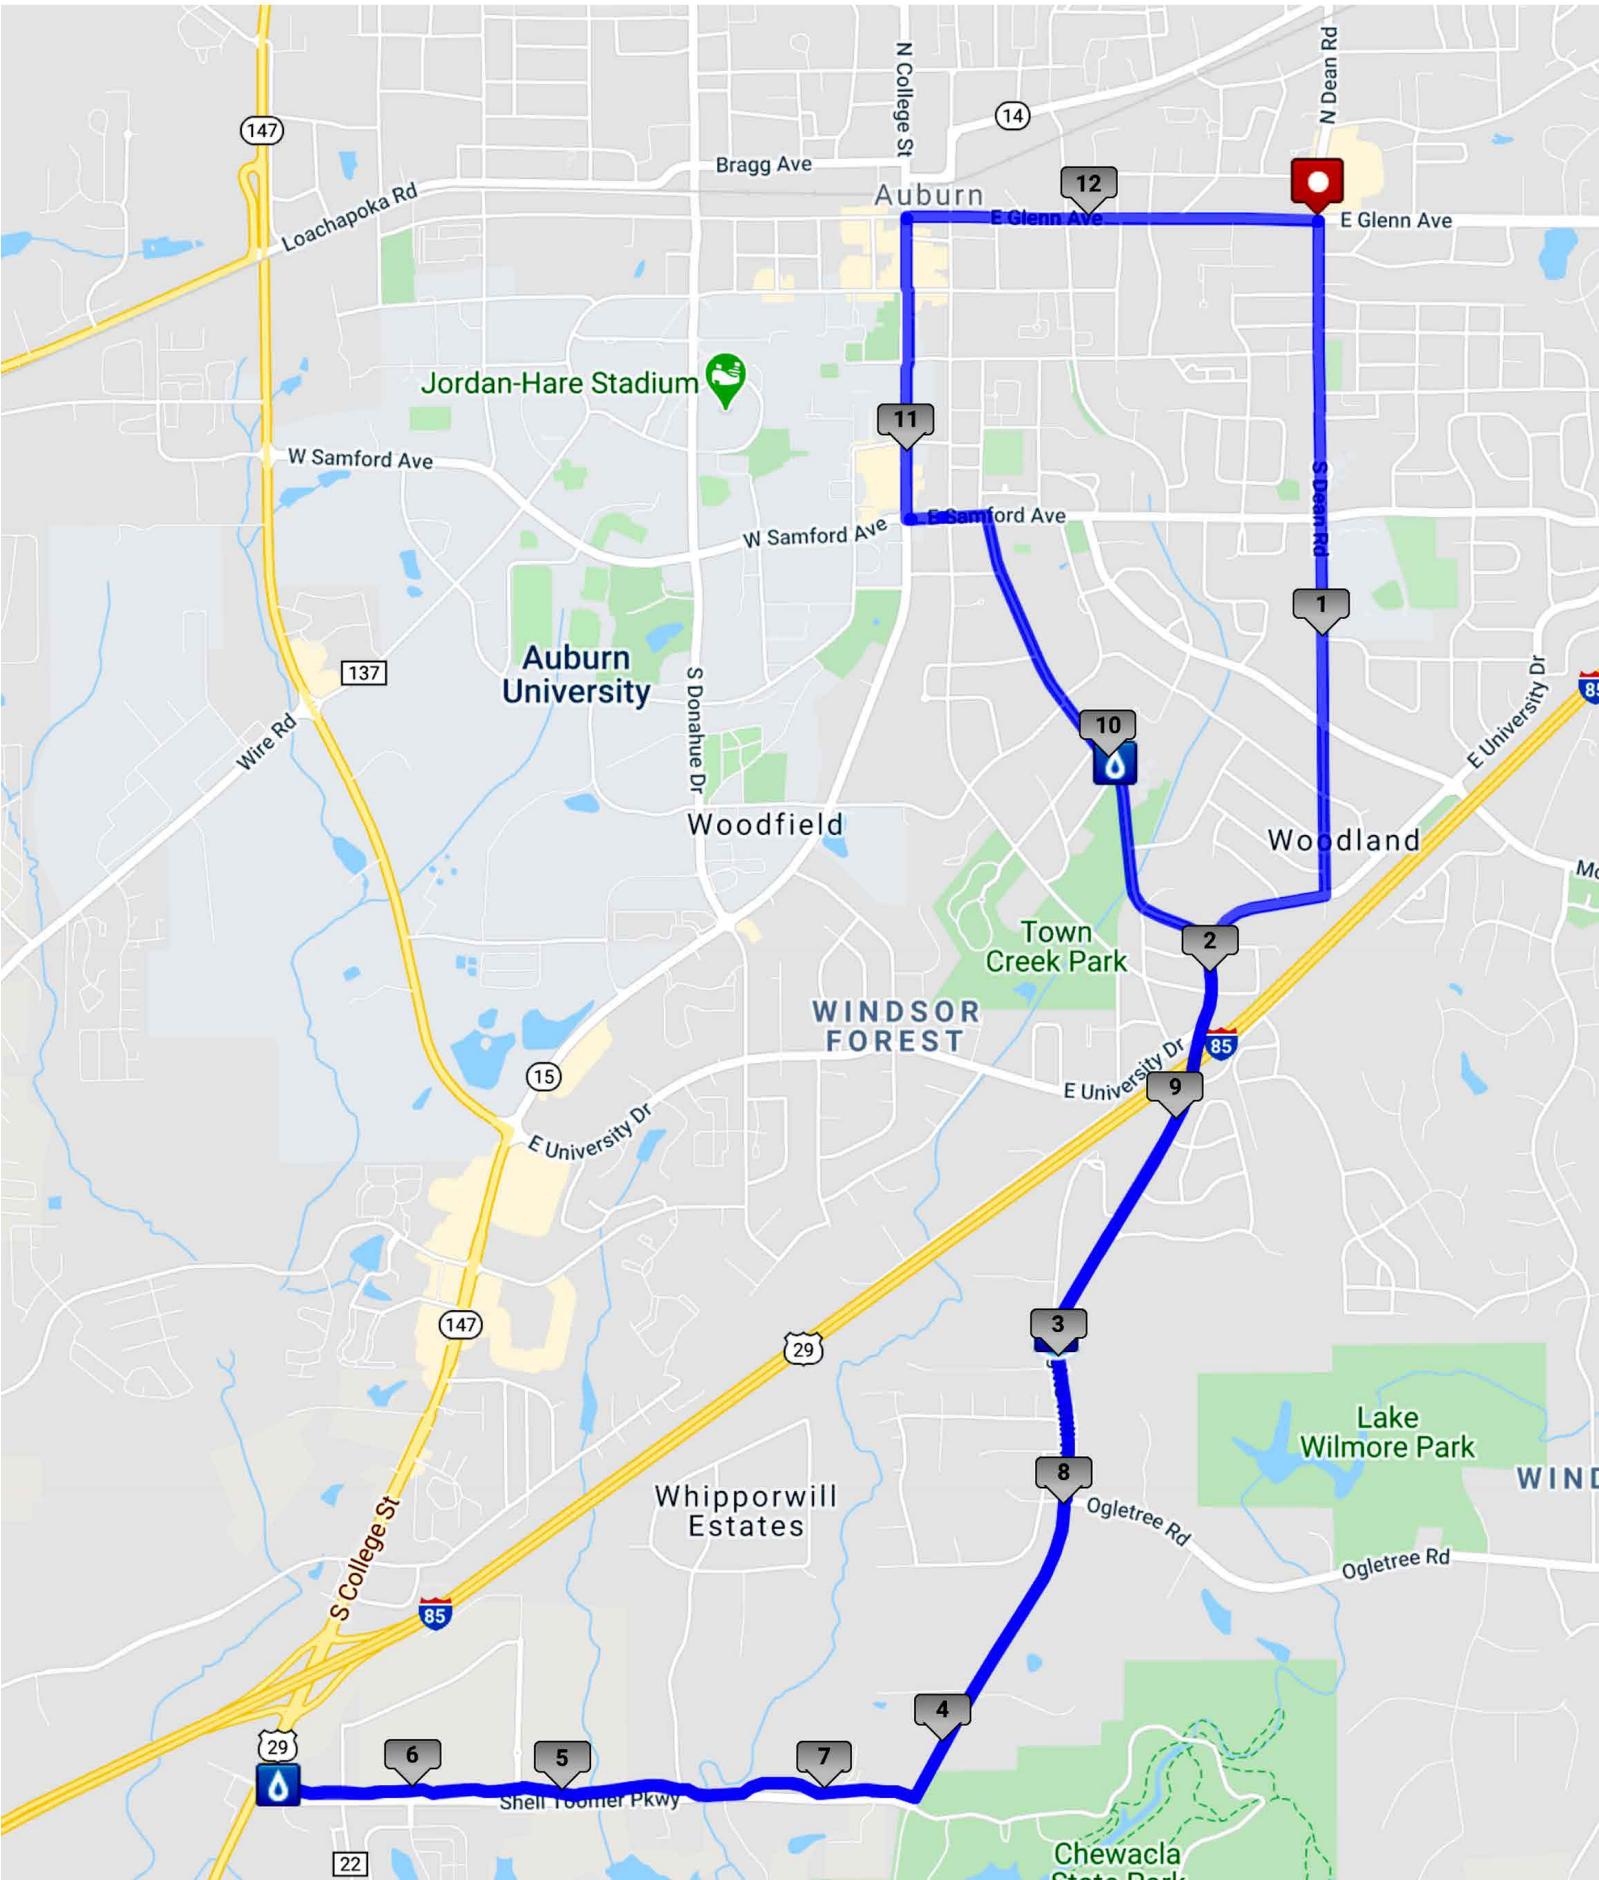 N Dean Rd
N College St
14
147
Bragg Ave
12
Auburn
Loachapoka Rd
E Glenn Ave
E Glenn Ave
Jordan-Hare Stadium
11
W Samford Ave
S Dean Rd
E Samford Ave
W Samford Ave
1
Auburn
University
137
E University Dr
85
S Donahue Dr
10
Wire Rd
Woodfield
Woodland
Town
Creek Park
2
WINDSOR
FOREST
85
E University Dr
15
9
E University Dr
147
3
29
Lake
Wilmore Park
8
WIND
Whipporwill
Estates
Ogletree Rd
Ogletree Rd
S College St
85
4
29
6
5
7
Shell Toomer Pkwy
22
Chewacla
State Park